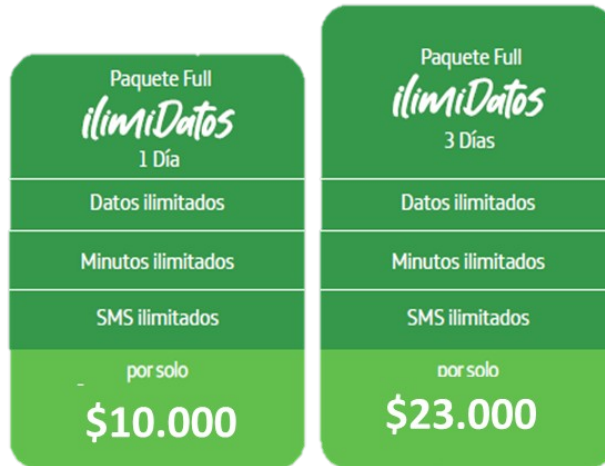 Paquete Full
ilimiDatos
1 Día
Datos ilimitados
Minutos ilimitados
SMS ilimitados
por solo
$10.000
Paquete Full
ilimiDatos
3 Días
Datos ilimitados
Minutos ilimitados
SMS ilimitados
por solo
$23.000